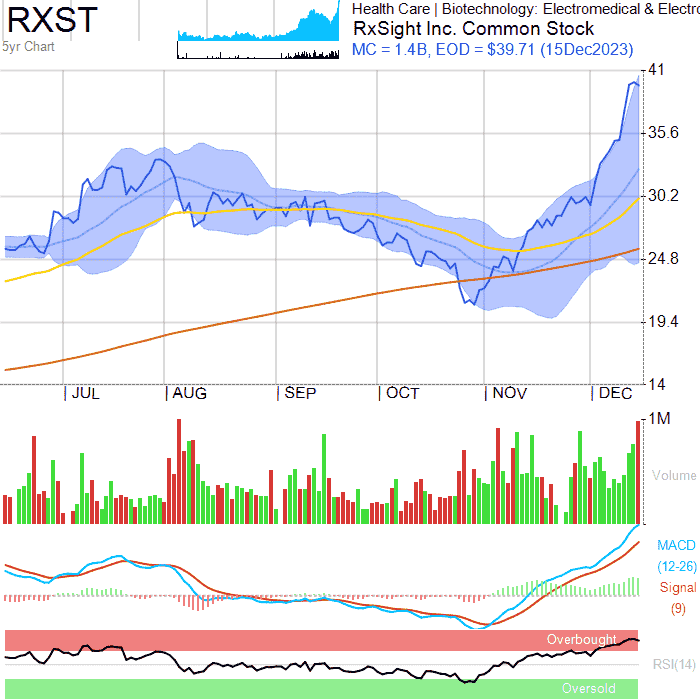 RXST
5yr Chart
Health Care | Biotechnology: Electromedical & Electro
RxSight Inc. Common Stock
MC = 1.4B, EOD = $39.71 (15Dec2023)
41
35.6
30.2
24.8
19.4
14
JUL AUG SEP OCT NOV DEC
1M
Volume
MACD
(12-26)
Signal
(9)
Overbought
RSI(14)
Oversold